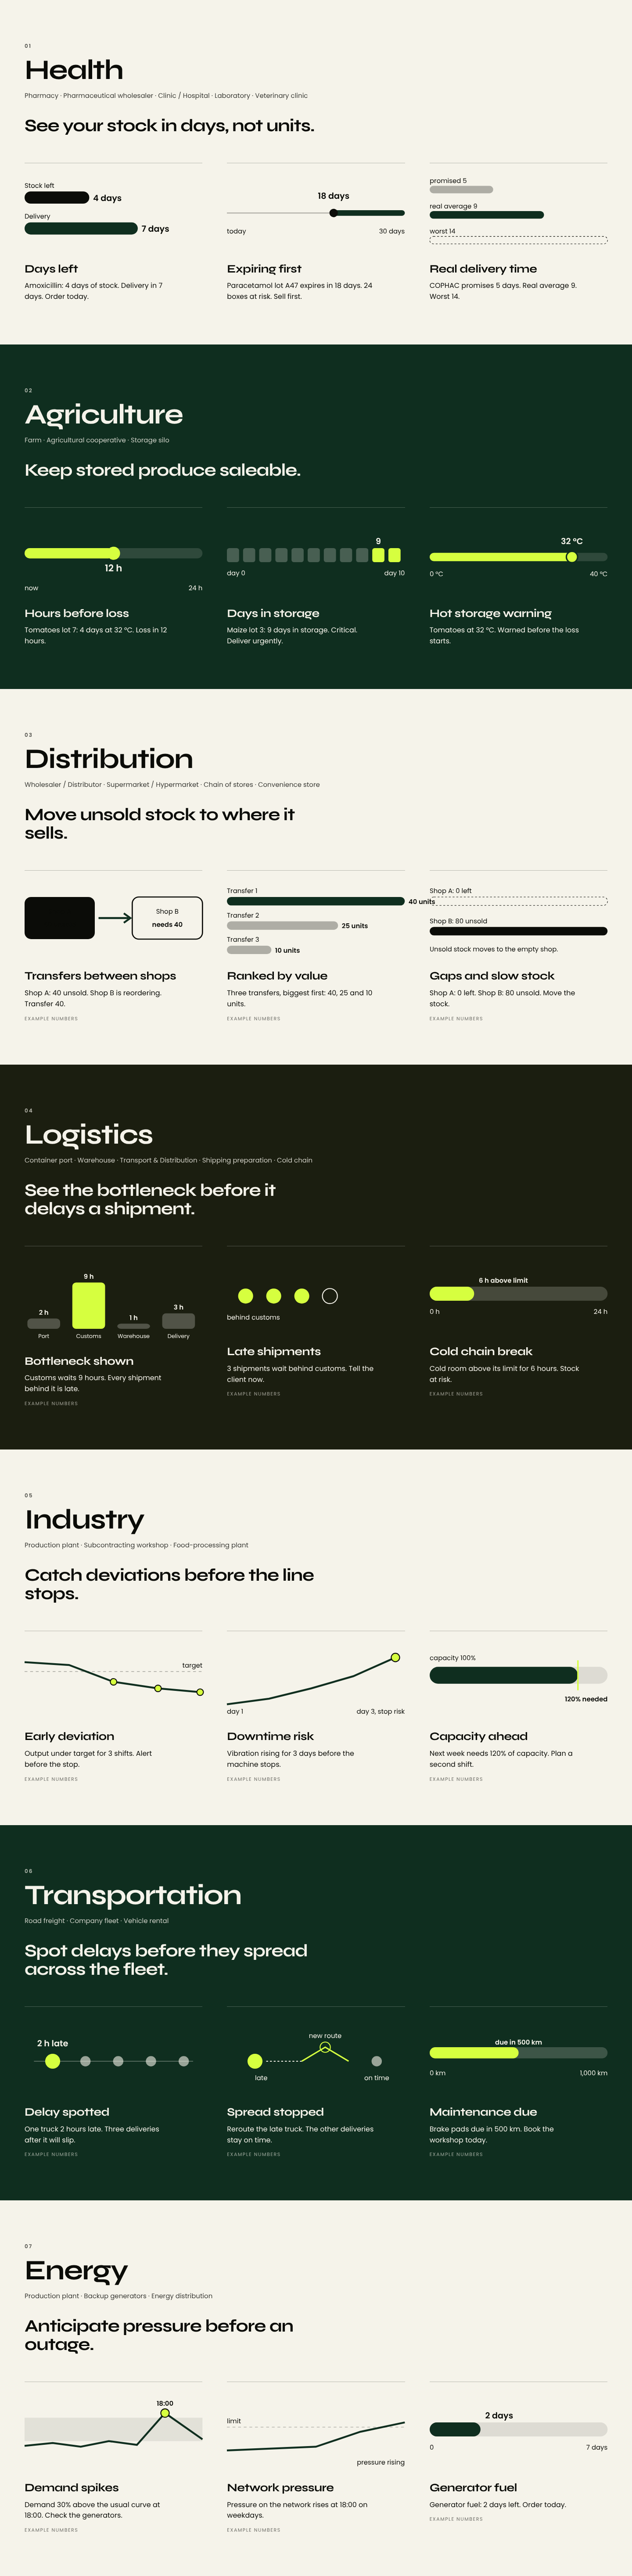 01
Health
Pharmacy · Pharmaceutical wholesaler · Clinic / Hospital · Laboratory · Veterinary clinic
See your stock in days, not units.
Stock left
4 days
Delivery
7 days
Days left
Amoxicillin: 4 days of stock. Delivery in 7
days. Order today.
18 days
today
30 days
Expiring first
Paracetamol lot A47 expires in 18 days. 24
boxes at risk. Sell first.
promised 5
real average 9
worst 14
Real delivery time
COPHAC promises 5 days. Real average 9.
Worst 14.
02
Agriculture
Farm · Agricultural cooperative · Storage silo
Keep stored produce saleable.
12 h
now
24 h
Hours before loss
Tomatoes lot 7: 4 days at 32 °C. Loss in 12
hours.
9
day 0
day 10
Days in storage
Maize lot 3: 9 days in storage. Critical.
Deliver urgently.
32 °C
0 °C
40 °C
Hot storage warning
Tomatoes at 32 °C. Warned before the loss
starts.
03
Distribution
Wholesaler / Distributor · Supermarket / Hypermarket · Chain of stores · Convenience store
Move unsold stock to where it
sells.
Shop B
needs 40
Transfers between shops
Shop A: 40 unsold. Shop B is reordering.
Transfer 40.
EXAMPLE NUMBERS
Transfer 1
40 units
Transfer 2
25 units
Transfer 3
10 units
Ranked by value
Three transfers, biggest first: 40, 25 and 10
units.
EXAMPLE NUMBERS
Shop A: 0 left
Shop B: 80 unsold
Unsold stock moves to the empty shop.
Gaps and slow stock
Shop A: 0 left. Shop B: 80 unsold. Move the
stock.
EXAMPLE NUMBERS
04
Logistics
Container port · Warehouse · Transport & Distribution · Shipping preparation · Cold chain
See the bottleneck before it
delays a shipment.
2 h
9 h
1 h
3 h
Port
Customs
Warehouse
Delivery
Bottleneck shown
Customs waits 9 hours. Every shipment
behind it is late.
EXAMPLE NUMBERS
behind customs
Late shipments
3 shipments wait behind customs. Tell the
client now.
EXAMPLE NUMBERS
6 h above limit
0 h
24 h
Cold chain break
Cold room above its limit for 6 hours. Stock
at risk.
EXAMPLE NUMBERS
05
Industry
Production plant · Subcontracting workshop · Food-processing plant
Catch deviations before the line
stops.
target
Early deviation
Output under target for 3 shifts. Alert
before the stop.
EXAMPLE NUMBERS
day 1
day 3, stop risk
Downtime risk
Vibration rising for 3 days before the
machine stops.
EXAMPLE NUMBERS
capacity 100%
120% needed
Capacity ahead
Next week needs 120% of capacity. Plan a
second shift.
EXAMPLE NUMBERS
06
Transportation
Road freight · Company fleet · Vehicle rental
Spot delays before they spread
across the fleet.
2 h late
Delay spotted
One truck 2 hours late. Three deliveries
after it will slip.
EXAMPLE NUMBERS
new route
late
on time
Spread stopped
Reroute the late truck. The other deliveries
stay on time.
EXAMPLE NUMBERS
due in 500 km
0 km
1,000 km
Maintenance due
Brake pads due in 500 km. Book the
workshop today.
EXAMPLE NUMBERS
07
Energy
Production plant · Backup generators · Energy distribution
Anticipate pressure before an
outage.
18:00
Demand spikes
Demand 30% above the usual curve at
18:00. Check the generators.
EXAMPLE NUMBERS
limit
pressure rising
Network pressure
Pressure on the network rises at 18:00 on
weekdays.
EXAMPLE NUMBERS
2 days
0
7 days
Generator fuel
Generator fuel: 2 days left. Order today.
EXAMPLE NUMBERS